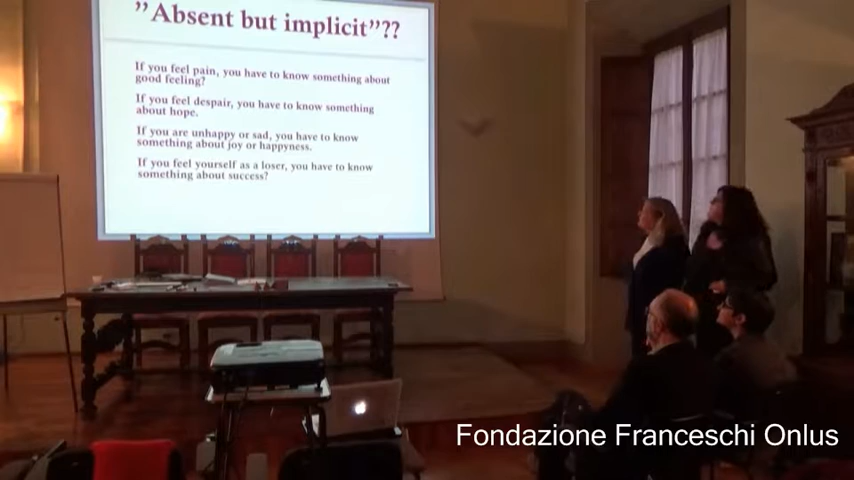 ”Absent but implicit”??
If you feel pain, you have to know something about
good feeling?
If you feel despair, you have to know something
about hope.
If you are unhappy or sad, you have to know
something about joy or happyness.
If you feel yourself as a loser, you have to know
something about success?
Fondazione Franceschi Onlus